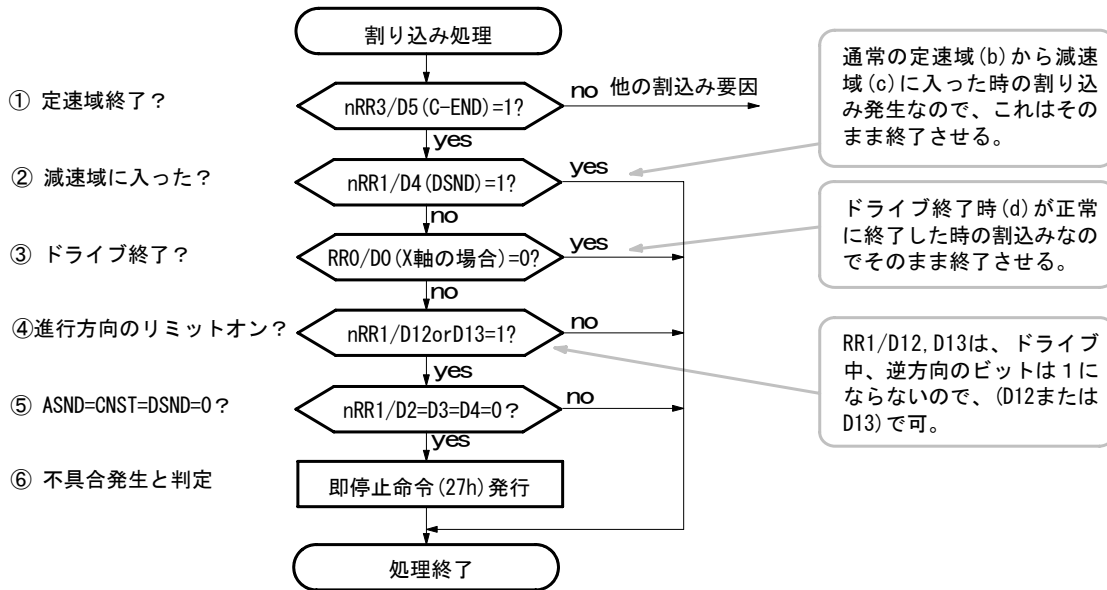 割り込み処理
① 定速域終了？
nRR3/D5(C-END)=1?
no 他の割込み要因
yes
② 減速域に入った？
nRR1/D4(DSND)=1?
yes
no
③ ドライブ終了？
RR0/D0(X軸の場合)=0?
yes
no
④進行方向のリミットオン？
nRR1/D12orD13=1?
no
yes
⑤ ASND=CNST=DSND=0？
nRR1/D2=D3=D4=0？
no
yes
⑥ 不具合発生と判定
即停止命令(27h)発行
処理終了
通常の定速域(b)から減速
域(c)に入った時の割り込
み発生なので、これはその
まま終了させる。
ドライブ終了時(d)が正常
に終了した時の割込みなの
でそのまま終了させる。
RR1/D12,D13は、ドライブ
中、逆方向のビットは１に
ならないので、(D12または
D13)で可。